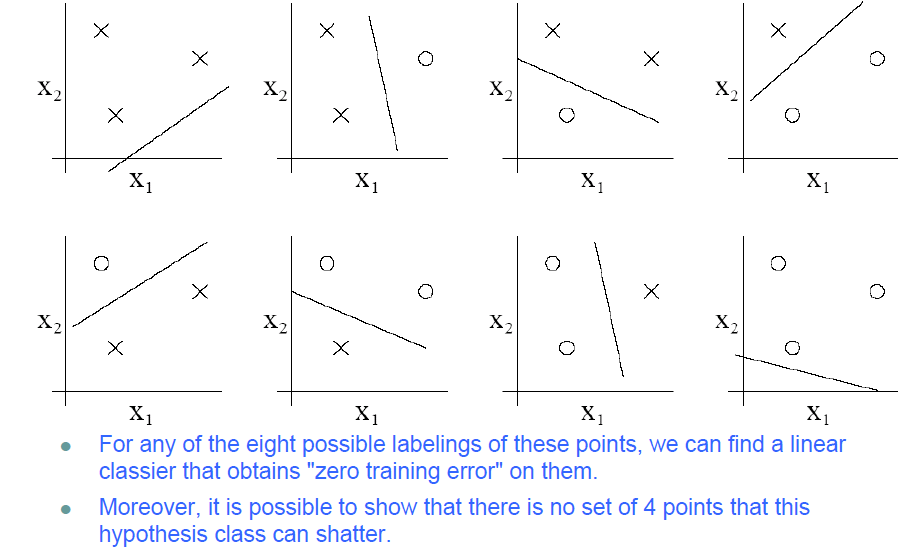 X2 X2 X2 X2
X1 X1 X1 X1
X2 X2 X2 X2
X1 X1 X1 X1
For any of the eight possible labelings of these points, we can find a linear
classier that obtains "zero training error" on them.
Moreover, it is possible to show that there is no set of 4 points that this
hypothesis class can shatter.